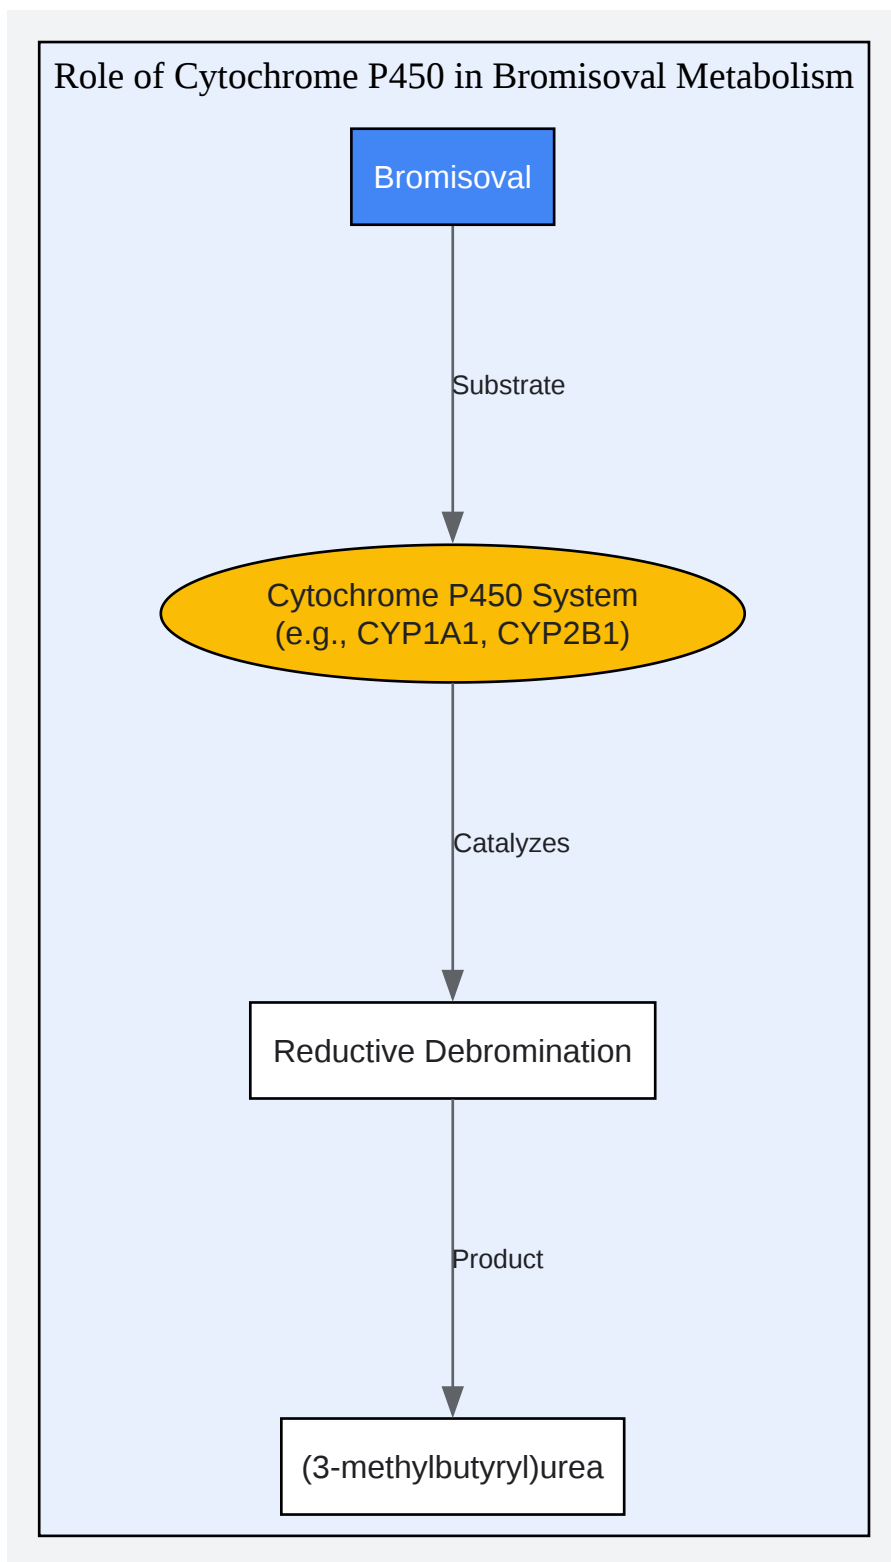 Role of Cytochrome P450 in Bromisoval Metabolism
Bromisoval
Substrate
Cytochrome P450 System
(e.g., CYP1A1, CYP2B1)
Catalyzes
Reductive Debromination
Product
(3-methylbutyryl)urea